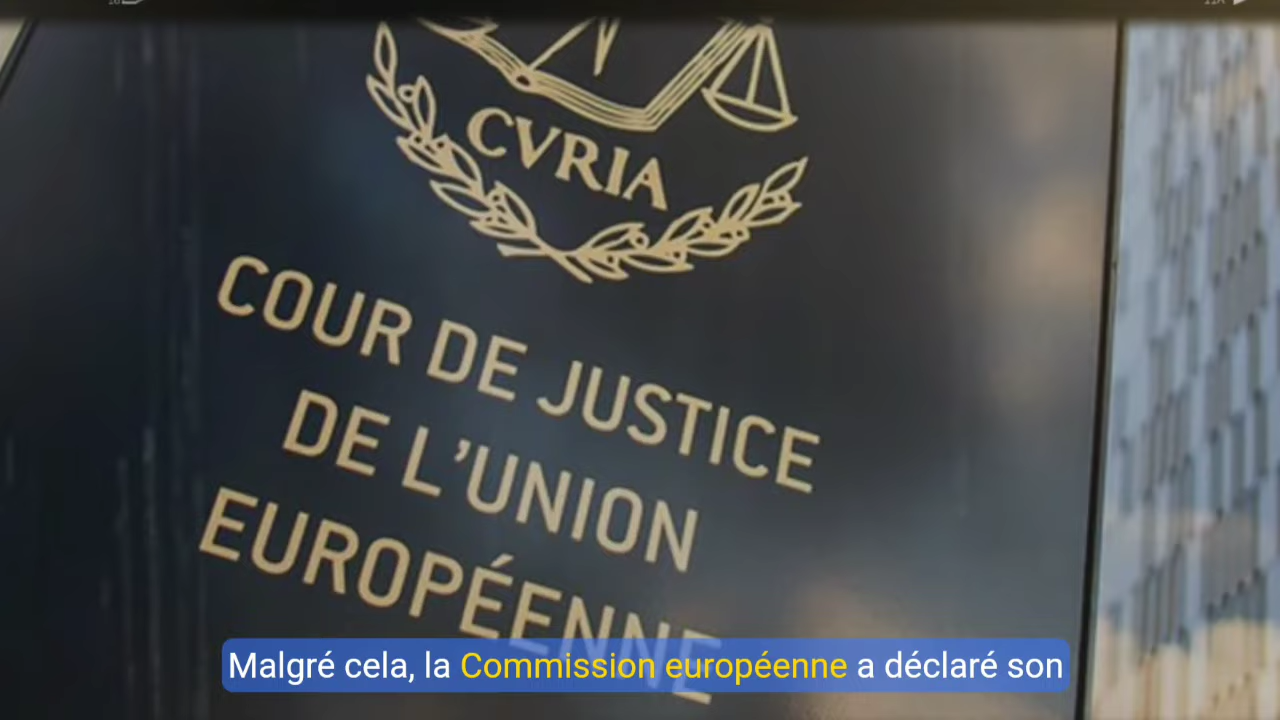 CVRIA
COUR DE JUSTICE
DE L'UNION
EUROPÉENNE
Malgré cela, la Commission européenne a déclaré son